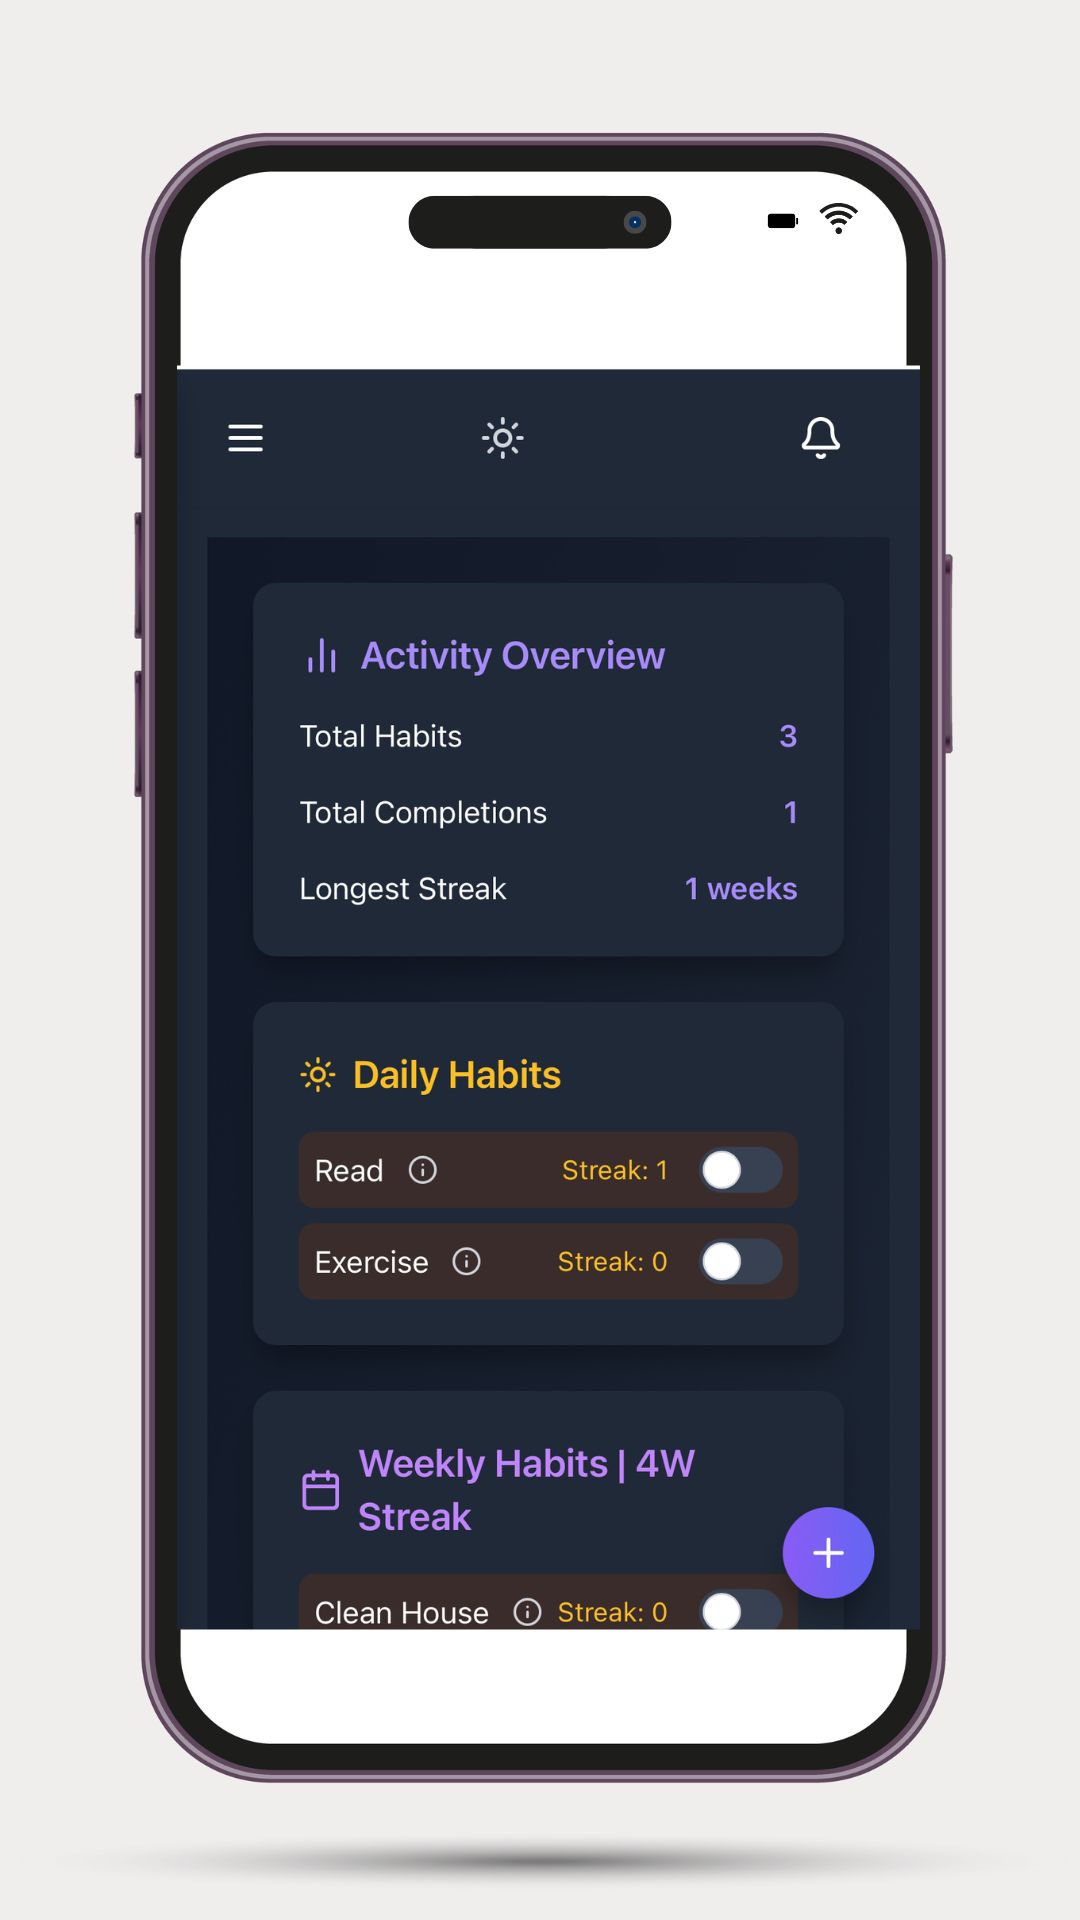 Activity Overview
Total Habits 3
Total Completions 1
Longest Streak 1 weeks
Daily Habits
Read Streak: 1
Exercise Streak: 0
Weekly Habits | 4W
Streak
Clean House Streak: 0